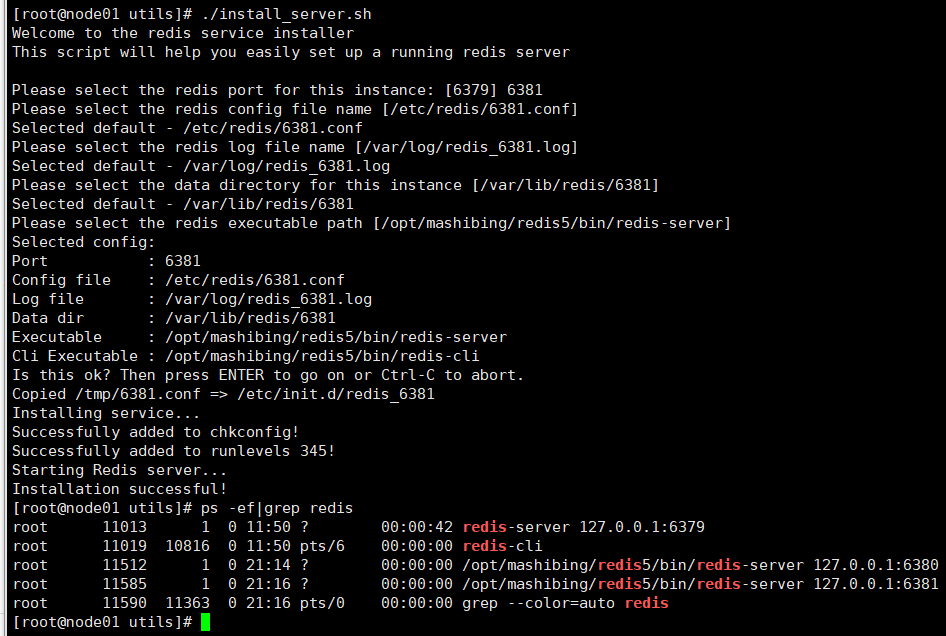 [root@node01 utils]# ./install_server.sh
Welcome to the redis service installer
This script will help you easily set up a running redis server
Please select the redis port for this instance: [6379] 6381
Please select the redis config file name [/etc/redis/6381.conf]
Selected default - /etc/redis/6381.conf
Please select the redis log file name [/var/log/redis_6381.log]
Selected default - /var/log/redis_6381.log
Please select the data directory for this instance [/var/lib/redis/6381]
Selected default - /var/lib/redis/6381
Please select the redis executable path [/opt/mashibing/redis5/bin/redis-server]
Selected config:
Port           : 6381
Config file    : /etc/redis/6381.conf
Log file       : /var/log/redis_6381.log
Data dir       : /var/lib/redis/6381
Executable     : /opt/mashibing/redis5/bin/redis-server
Cli Executable : /opt/mashibing/redis5/bin/redis-cli
Is this ok? Then press ENTER to go on or Ctrl-C to abort.
Copied /tmp/6381.conf => /etc/init.d/redis_6381
Installing service...
Successfully added to chkconfig!
Successfully added to runlevels 345!
Starting Redis server...
Installation successful!
[root@node01 utils]# ps -ef|grep redis
root      11013      1  0 11:50 ?        00:00:42 redis-server 127.0.0.1:6379
root      11019  10816  0 11:50 pts/6    00:00:00 redis-cli
root      11512      1  0 21:14 ?        00:00:00 /opt/mashibing/redis5/bin/redis-server 127.0.0.1:6380
root      11585      1  0 21:16 ?        00:00:00 /opt/mashibing/redis5/bin/redis-server 127.0.0.1:6381
root      11590  11363  0 21:16 pts/0    00:00:00 grep --color=auto redis
[root@node01 utils]#